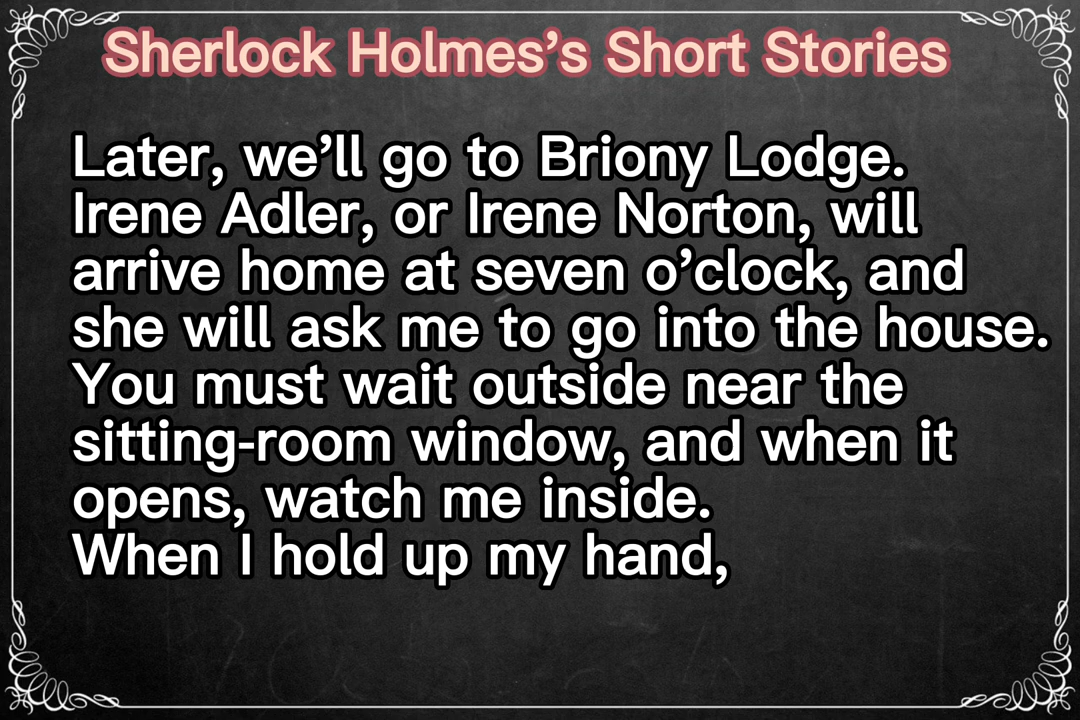 Sherlock Holmes’s Short Stories
Later, we’ll go to Briony Lodge.
Irene Adler, or Irene Norton, will
arrive home at seven o’clock, and
she will ask me to go into the house.
You must wait outside near the
sitting-room window, and when it
opens, watch me inside.
When I hold up my hand,